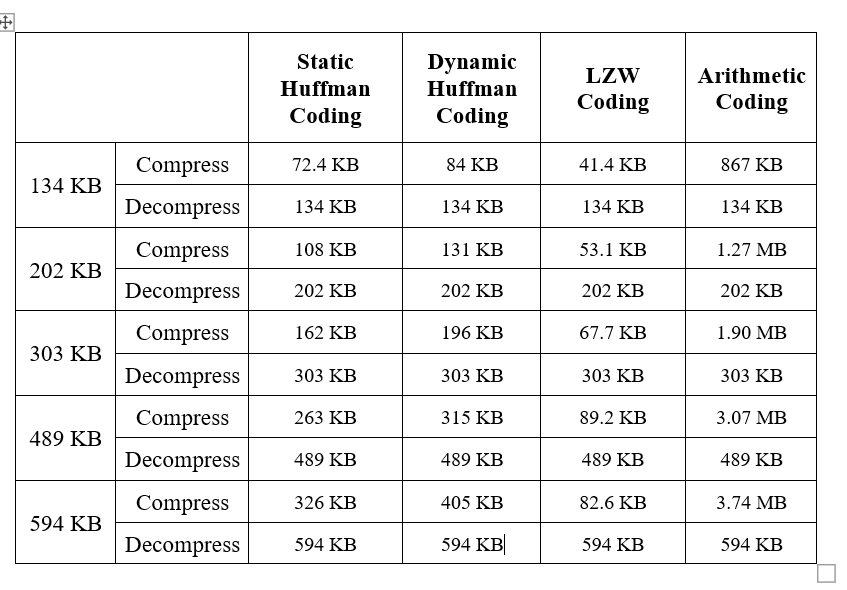 Static Huffman Coding | Dynamic Huffman Coding | LZW Coding | Arithmetic Coding
134 KB | Compress | 72.4 KB | 84 KB | 41.4 KB | 867 KB
Decompress | 134 KB | 134 KB | 134 KB | 134 KB
202 KB | Compress | 108 KB | 131 KB | 53.1 KB | 1.27 MB
Decompress | 202 KB | 202 KB | 202 KB | 202 KB
303 KB | Compress | 162 KB | 196 KB | 67.7 KB | 1.90 MB
Decompress | 303 KB | 303 KB | 303 KB | 303 KB
489 KB | Compress | 263 KB | 315 KB | 89.2 KB | 3.07 MB
Decompress | 489 KB | 489 KB | 489 KB | 489 KB
594 KB | Compress | 326 KB | 405 KB | 82.6 KB | 3.74 MB
Decompress | 594 KB | 594 KB | 594 KB | 594 KB